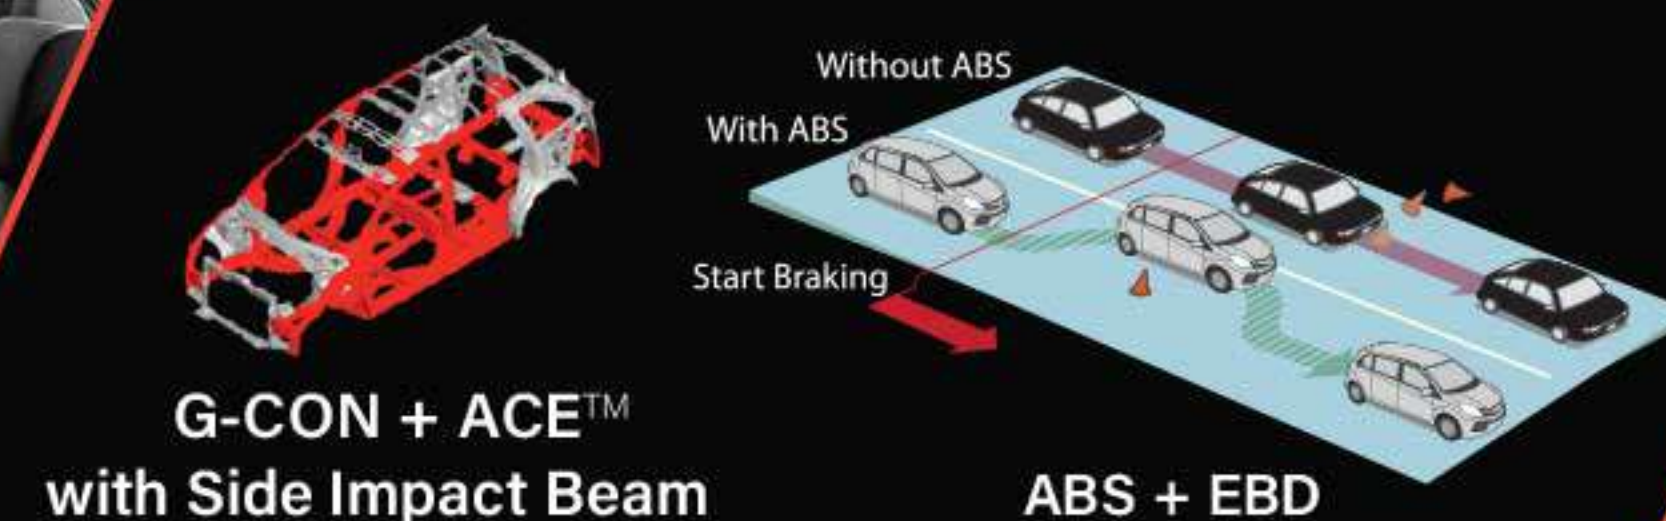 Without ABS
With ABS
Start Braking
G-CON + ACE™
with Side Impact Beam
ABS + EBD